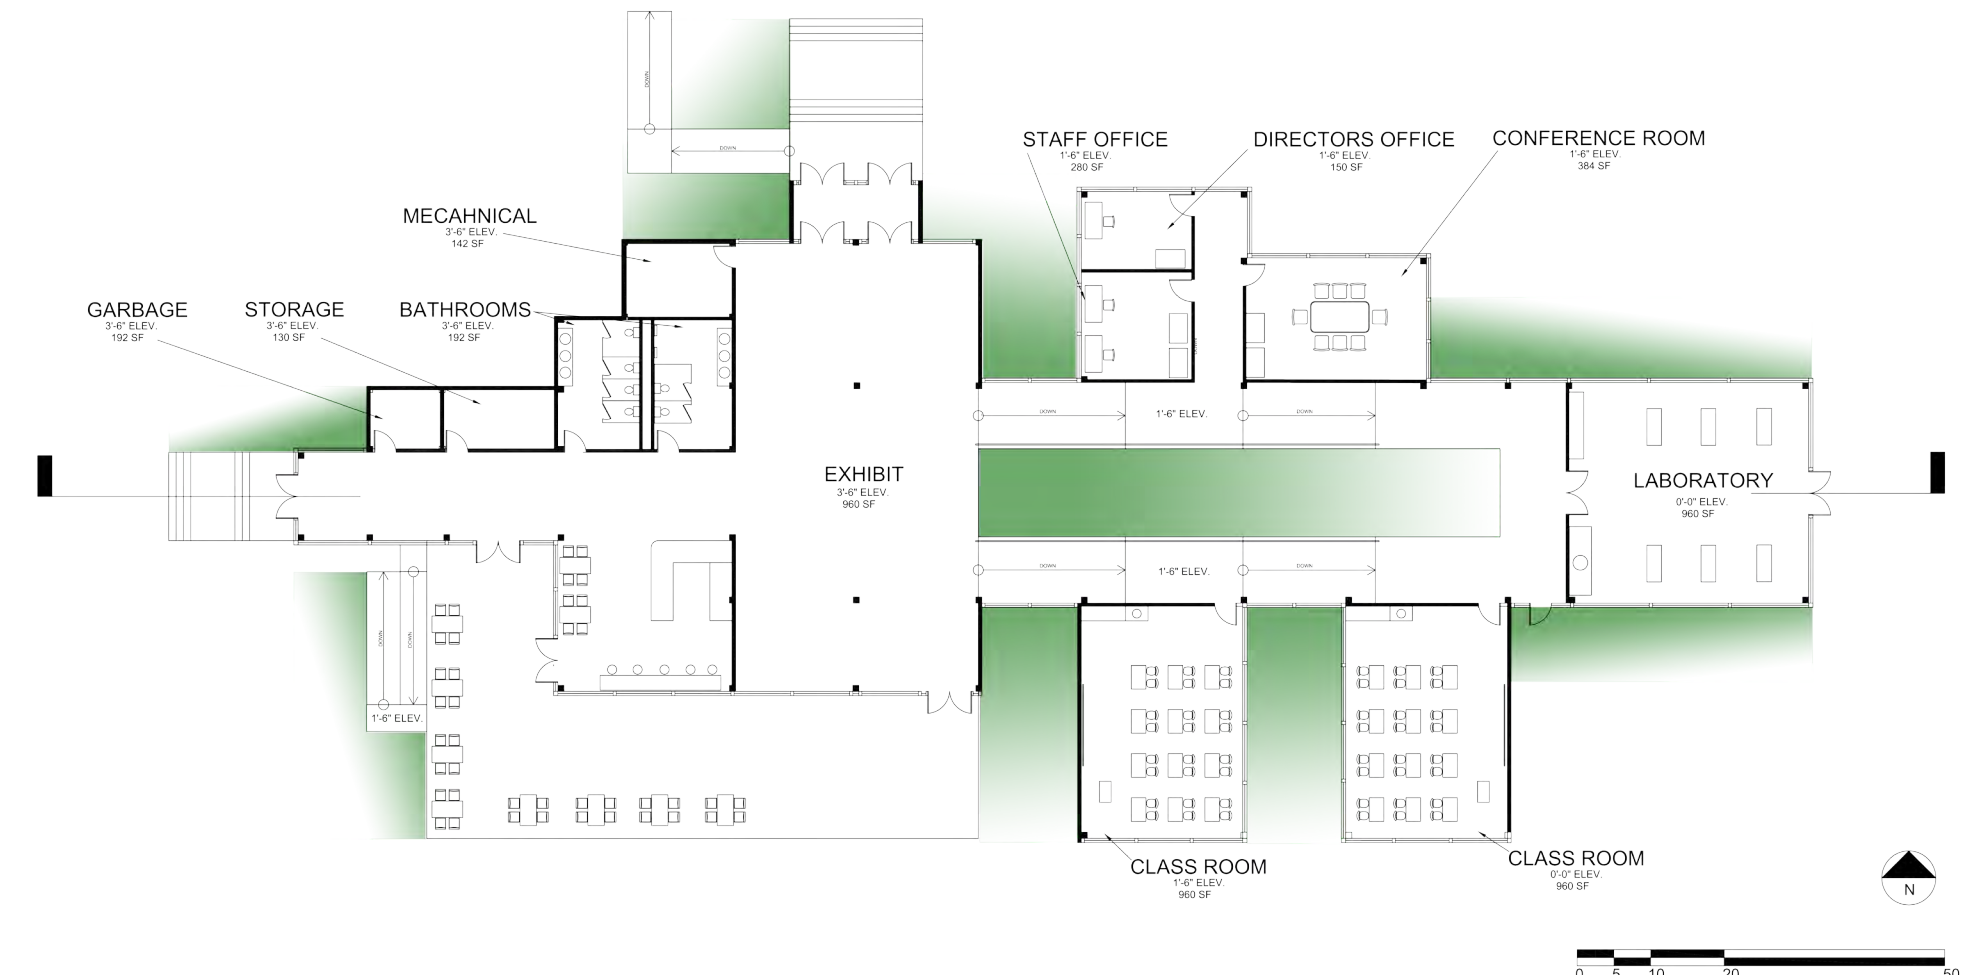 DOWN
DOWN
STAFF OFFICE
1'-6" ELEV.
280 SF
DIRECTORS OFFICE
1'-6" ELEV.
150 SF
CONFERENCE ROOM
1'-6" ELEV.
384 SF
MECAHNICAL
3'-6" ELEV.
142 SF
GARBAGE
3'-6" ELEV.
192 SF
STORAGE
3'-6" ELEV.
130 SF
BATHROOMS
3'-6" ELEV.
192 SF
DOWN
DOWN
1'-6" ELEV.
DOWN
EXHIBIT
3'-6" ELEV.
960 SF
LABORATORY
0'-0" ELEV.
960 SF
DOWN
1'-6" ELEV.
DOWN
DOWN
DOWN
1'-6" ELEV.
CLASS ROOM
1'-6" ELEV.
960 SF
CLASS ROOM
0'-0" ELEV.
960 SF
N
0 5 10 20 50